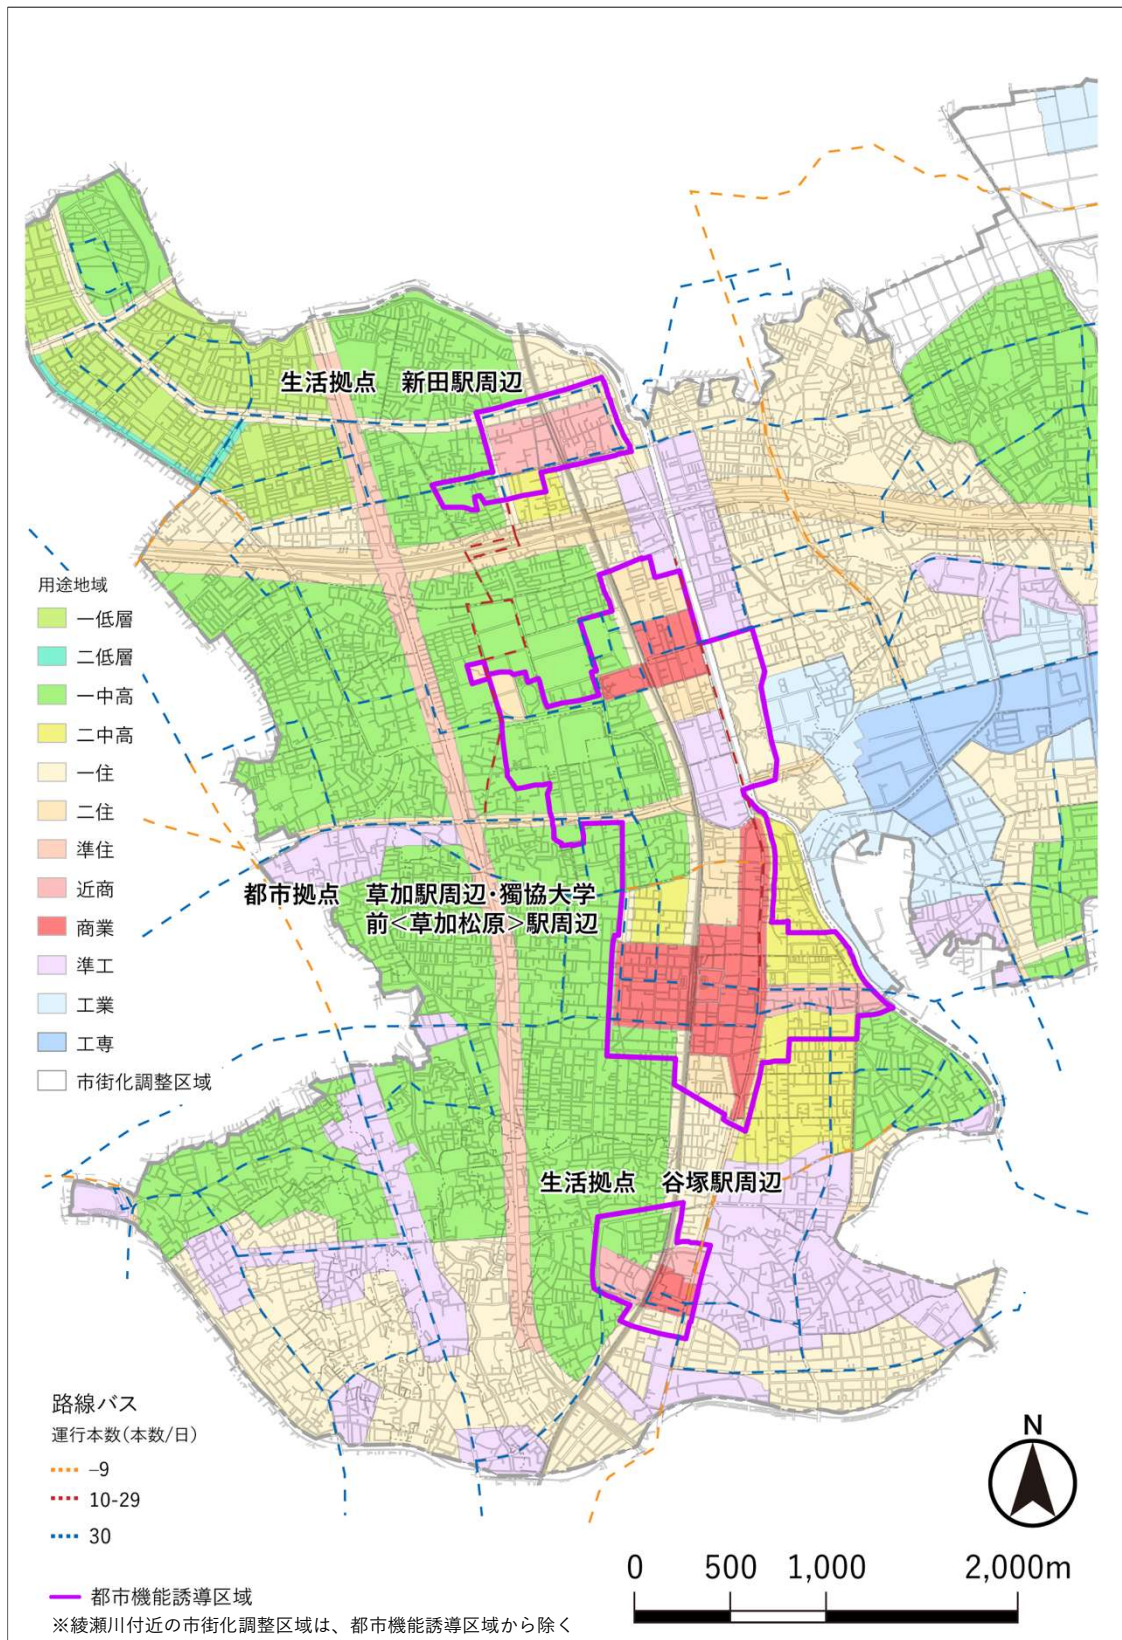 生活拠点　新田駅周辺
用途地域
一低層
二低層
一中高
二中高
一住
二住
準住
近商
商業
準工
工業
工専
市街化調整区域
都市拠点　草加駅周辺・獨協大学
前<草加松原>駅周辺
生活拠点　谷塚駅周辺
路線バス
運行本数(本数/日)
–9
10-29
30
都市機能誘導区域
※綾瀬川付近の市街化調整区域は、都市機能誘導区域から除く
N
0 500 1,000 2,000m